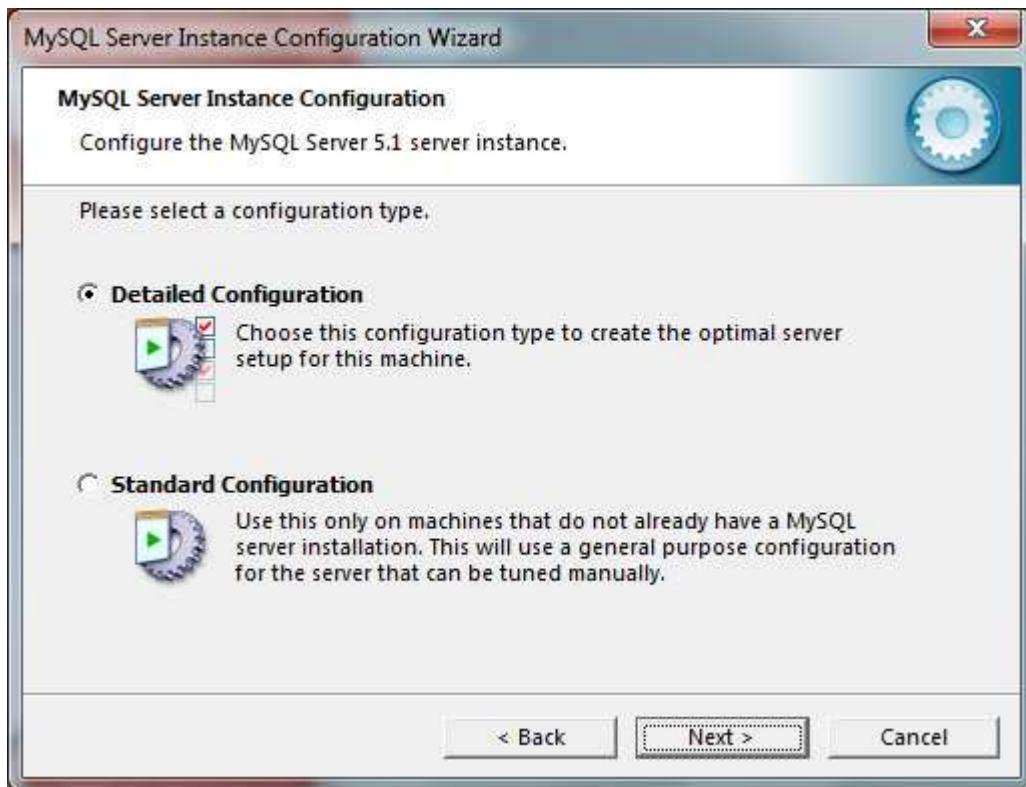 MySQL Server Instance Configuration Wizard
MySQL Server Instance Configuration
Configure the MySQL Server 5.1 server instance.
Please select a configuration type.
Detailed Configuration
Choose this configuration type to create the optimal server
setup for this machine.
Standard Configuration
Use this only on machines that do not already have a MySQL
server installation. This will use a general purpose configuration
for the server that can be tuned manually.
< Back
Next >
Cancel